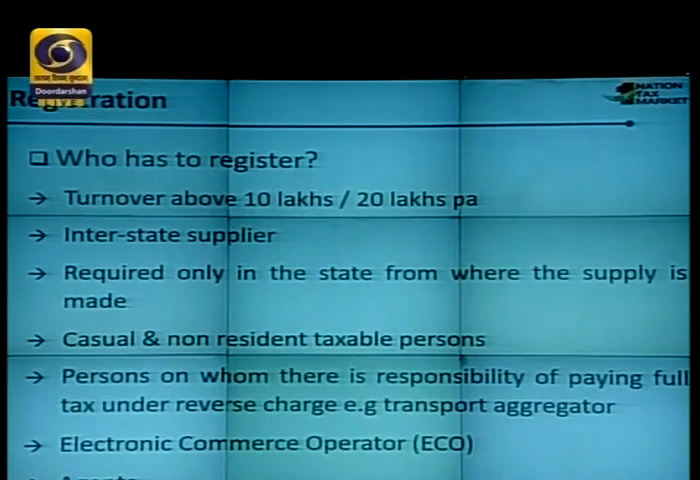 Doordarshan
LIVE
Registration
NATION
TAX
MARKET
Who has to register?
Turnover above 10 lakhs / 20 lakhs pa
Inter-state supplier
Required only in the state from where the supply is
made
Casual & non resident taxable persons
Persons on whom there is responsibility of paying full
tax under reverse charge e.g transport aggregator
Electronic Commerce Operator (ECO)
Agents